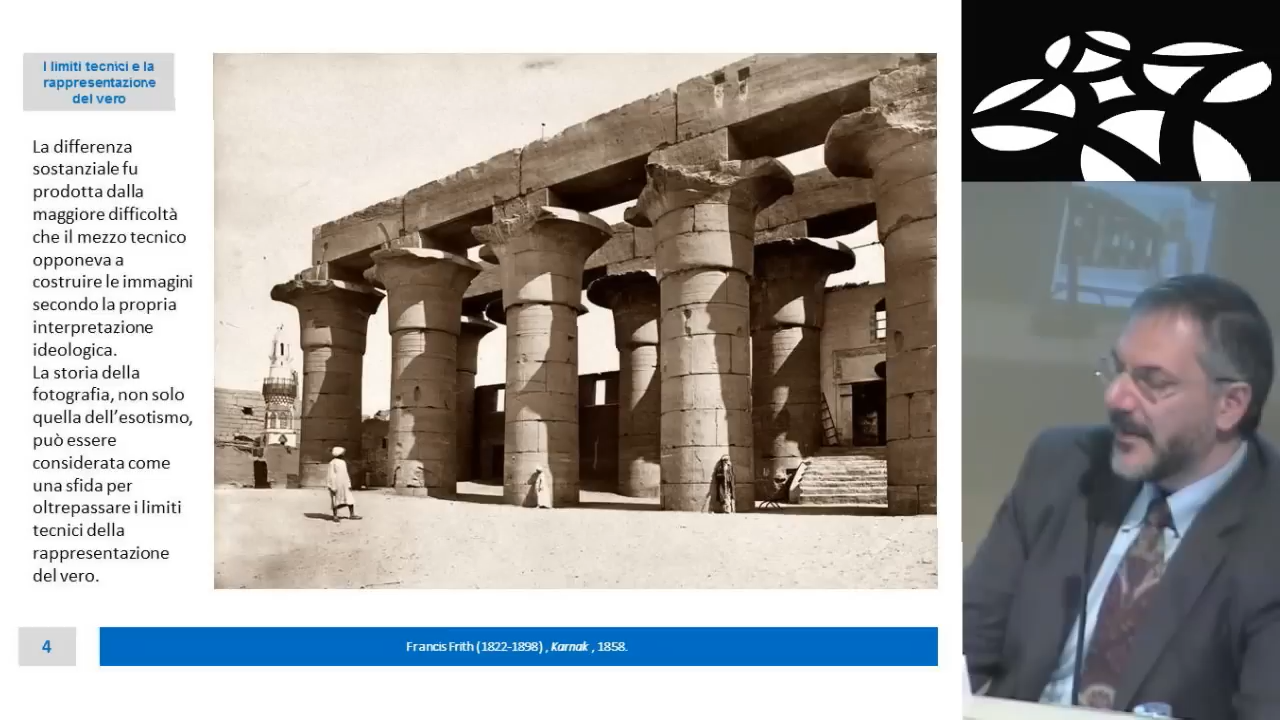 I limiti tecnici e la
rappresentazione
del vero
La differenza
sostanziale fu
prodotta dalla
maggiore difficoltà
che il mezzo tecnico
opponeva a
costruire le immagini
secondo la propria
interpretazione
ideologica.
La storia della
fotografia, non solo
quella dell’esotismo,
può essere
considerata come
una sfida per
oltrepassare i limiti
tecnici della
rappresentazione
del vero.
4
Francis Frith (1822-1898) , Karnak , 1858.